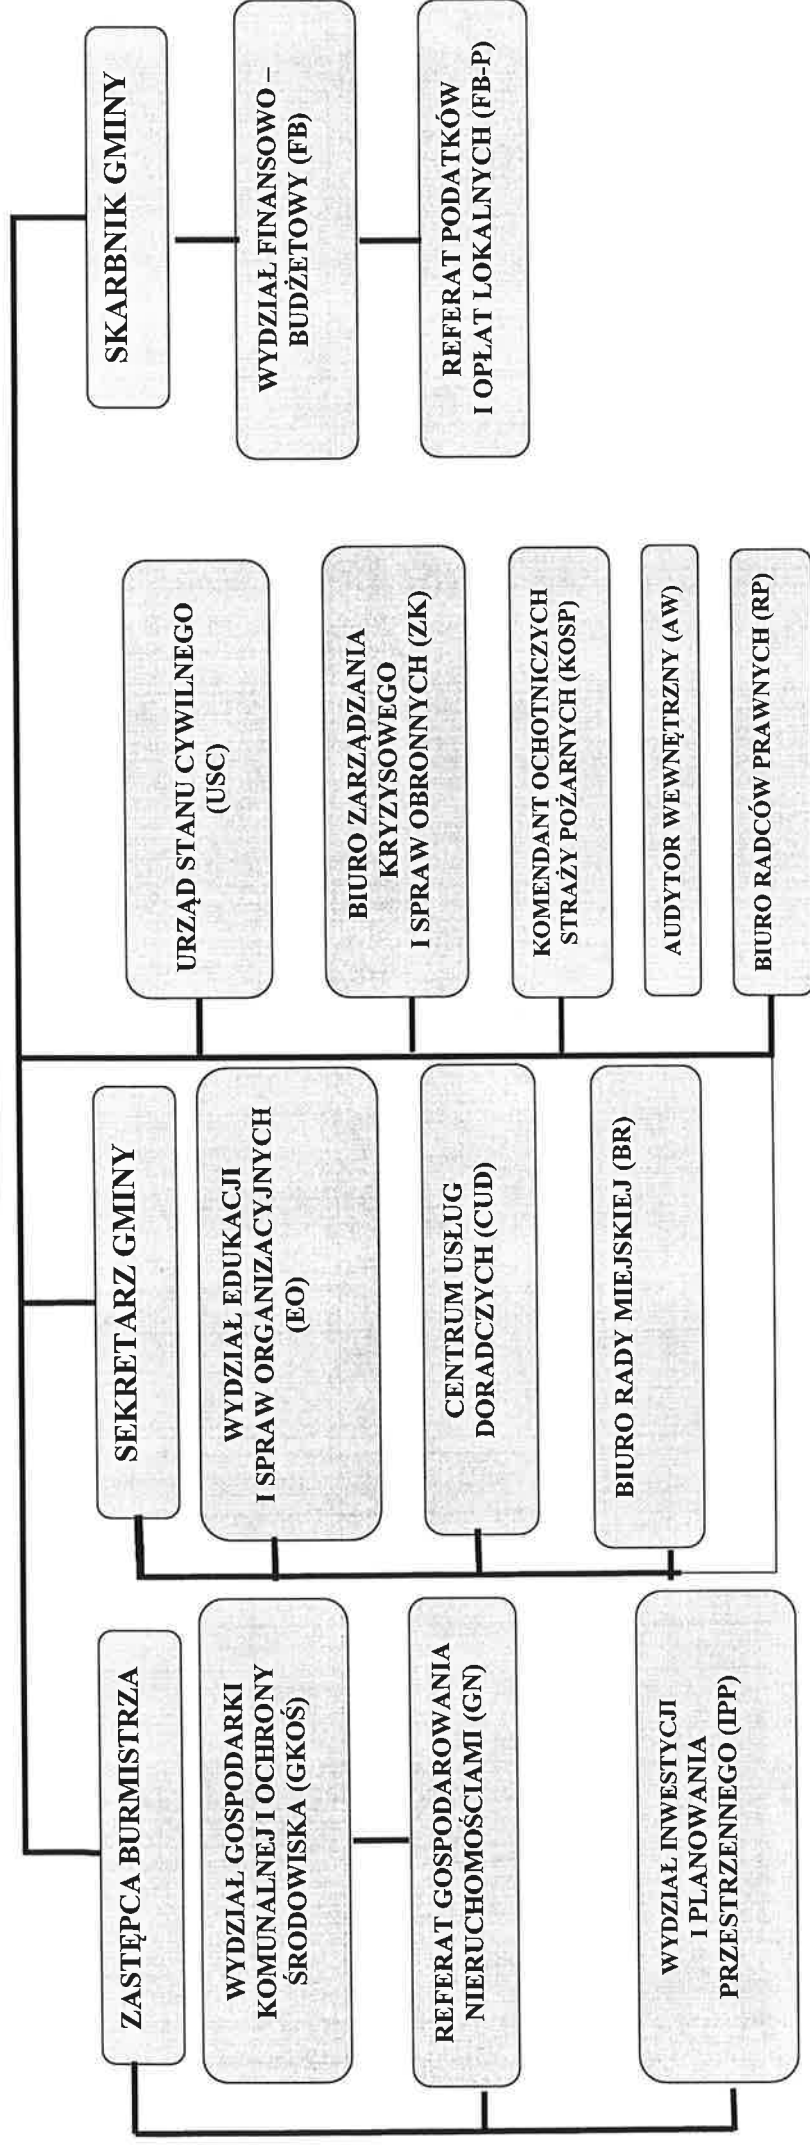 ZASTĘPCA BURMISTRZA
WYDZIAŁ GOSPODARKI
KOMUNALNEJ I OCHRONY
ŚRODOWISKA (GKOŚ)
REFERAT GOSPODAROWANIA
NIERUCHOMOŚCIAMI (GN)
WYDZIAŁ INWESTYCJI
I PLANOWANIA
PRZESTRZENNEGO (IPP)
SEKRETARZ GMINY
WYDZIAŁ EDUKACJI
I SPRAW ORGANIZACYJNYCH
(EO)
CENTRUM USŁUG
DORADCZYCH (CUD)
BIURO RADY MIEJSKIEJ (BR)
URZĄD STANU CYWILNEGO
(USC)
BIURO ZARZĄDZANIA
KRYZYSOWEGO
I SPRAW OBRONNYCH (ZK)
KOMENDANT OCHOTNICZYCH
STRAŻY POŻARNYCH (KOSP)
AUDYTOR WEWNĘTRZNY (AW)
BIURO RADCÓW PRAWNYCH (RP)
SKARBNIK GMINY
WYDZIAŁ FINANSOWO –
BUDŻETOWY (FB)
REFERAT PODATKÓW
I OPŁAT LOKALNYCH (FB-P)